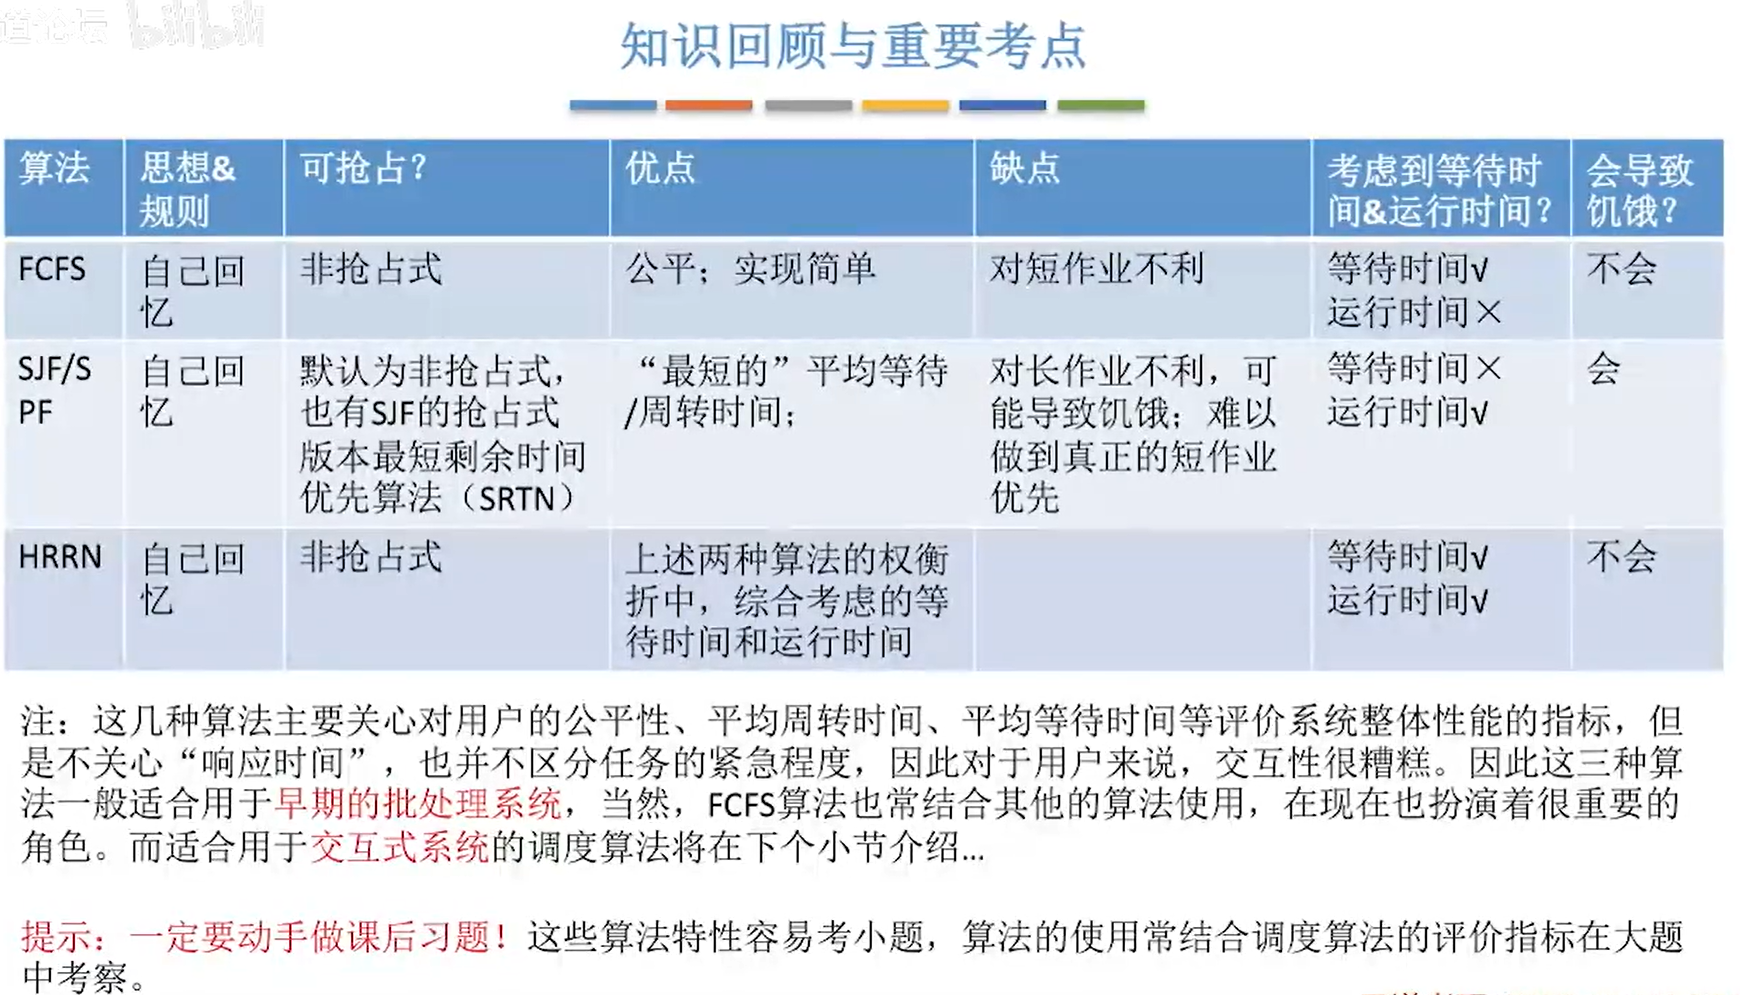 道论坛 bilibili
知识回顾与重要考点
算法
思想&
规则
可抢占？
优点
缺点
考虑到等待时
间&运行时间？
会导致
饥饿？
FCFS
自己回
忆
非抢占式
公平；实现简单
对短作业不利
等待时间√
运行时间×
不会
SJF/S
PF
自己回
忆
默认为非抢占式，
也有SJF的抢占式
版本最短剩余时间
优先算法（SRTN）
“最短的”平均等待
/周转时间；
对长作业不利，可
能导致饥饿；难以
做到真正的短作业
优先
等待时间×
运行时间√
会
HRRN
自己回
忆
非抢占式
上述两种算法的权衡
折中，综合考虑的等
待时间和运行时间
等待时间√
运行时间√
不会
注：这几种算法主要关心对用户的公平性、平均周转时间、平均等待时间等评价系统整体性能的指标，但
是不关心“响应时间”，也并不区分任务的紧急程度，因此对于用户来说，交互性很糟糕。因此这三种算
法一般适合用于早期的批处理系统，当然，FCFS算法也常结合其他的算法使用，在现在也扮演着很重要的
角色。而适合用于交互式系统的调度算法将在下个小节介绍...
提示：一定要动手做课后习题！这些算法特性容易考小题，算法的使用常结合调度算法的评价指标在大题
中考察。